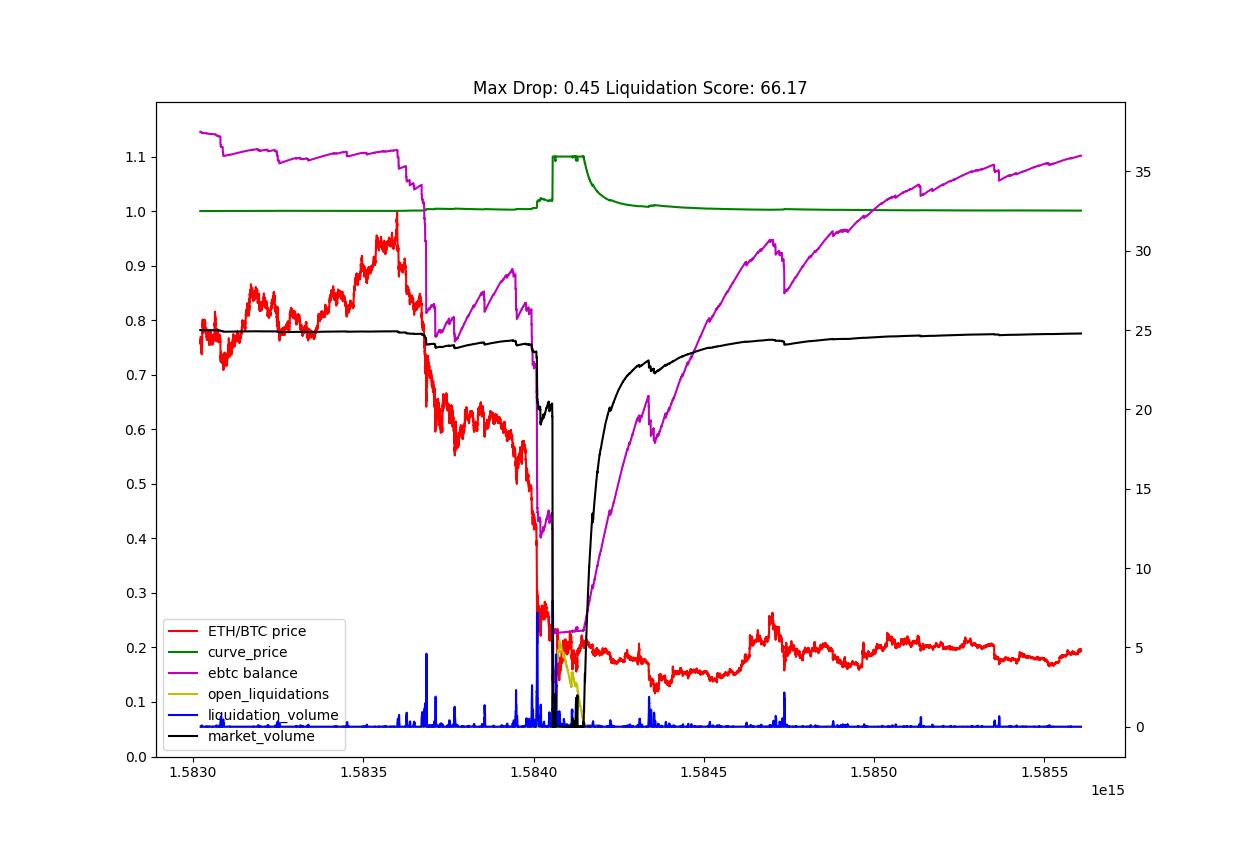 Max Drop: 0.45 Liquidation Score: 66.17
1.1
1.0
0.9
0.8
0.7
0.6
0.5
0.4
0.3
0.2
0.1
0.0
35
30
25
20
15
10
5
0
ETH/BTC price
curve_price
ebtc balance
open_liquidations
liquidation_volume
market_volume
1.5830 1.5835 1.5840 1.5845 1.5850 1.5855
1e15